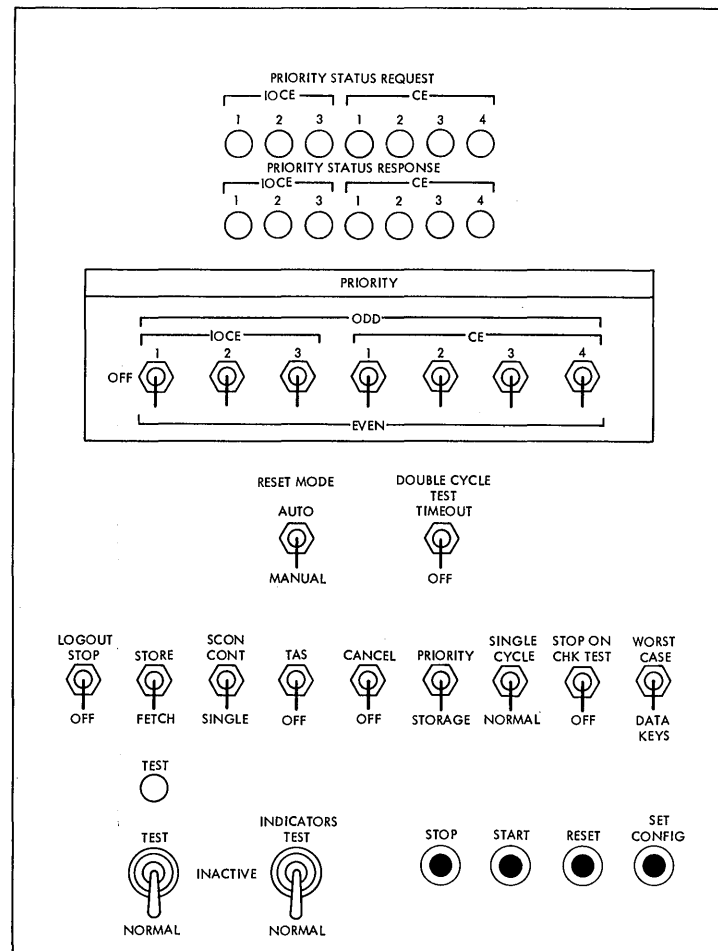 PRIORITY STATUS REQUEST
IOCE CE
1 2 3 1 2 3 4
PRIORITY STATUS RESPONSE
IOCE CE
1 2 3 1 2 3 4
PRIORITY
ODD
IOCE CE
1 2 3 1 2 3 4
OFF
EVEN
RESET MODE
AUTO
MANUAL
DOUBLE CYCLE
TEST
TIMEOUT
OFF
LOGOUT
STOP
OFF
STORE
FETCH
SCON
CONT
SINGLE
TAS
OFF
CANCEL
OFF
PRIORITY
STORAGE
SINGLE
CYCLE
NORMAL
STOP ON
CHK TEST
OFF
WORST
CASE
DATA
KEYS
TEST
TEST
NORMAL
INACTIVE
INDICATORS
TEST
NORMAL
STOP
START
RESET
SET
CONFIG